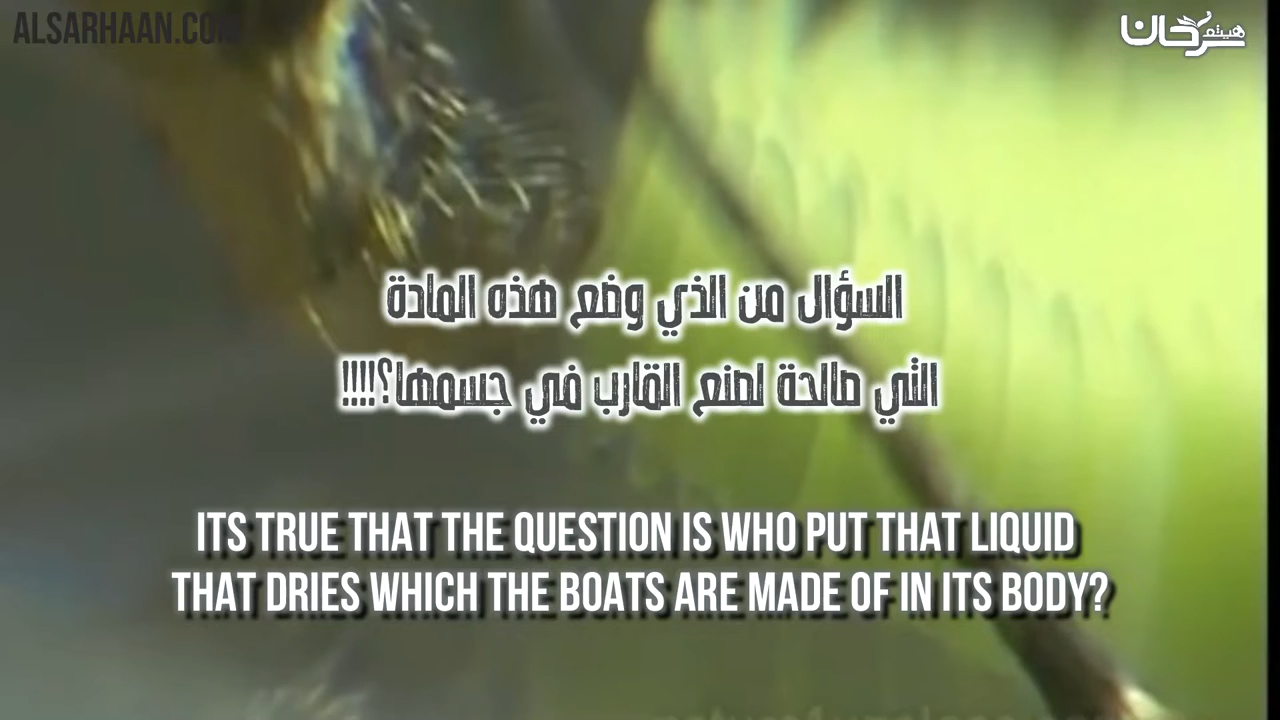 ALSARHAAN.COM
هيثم سرحان
السؤال من الذي وضع هذه المادة
التي صالحة لصنع القارب في جسمها؟!!!!
ITS TRUE THAT THE QUESTION IS WHO PUT THAT LIQUID
THAT DRIES WHICH THE BOATS ARE MADE OF IN ITS BODY?